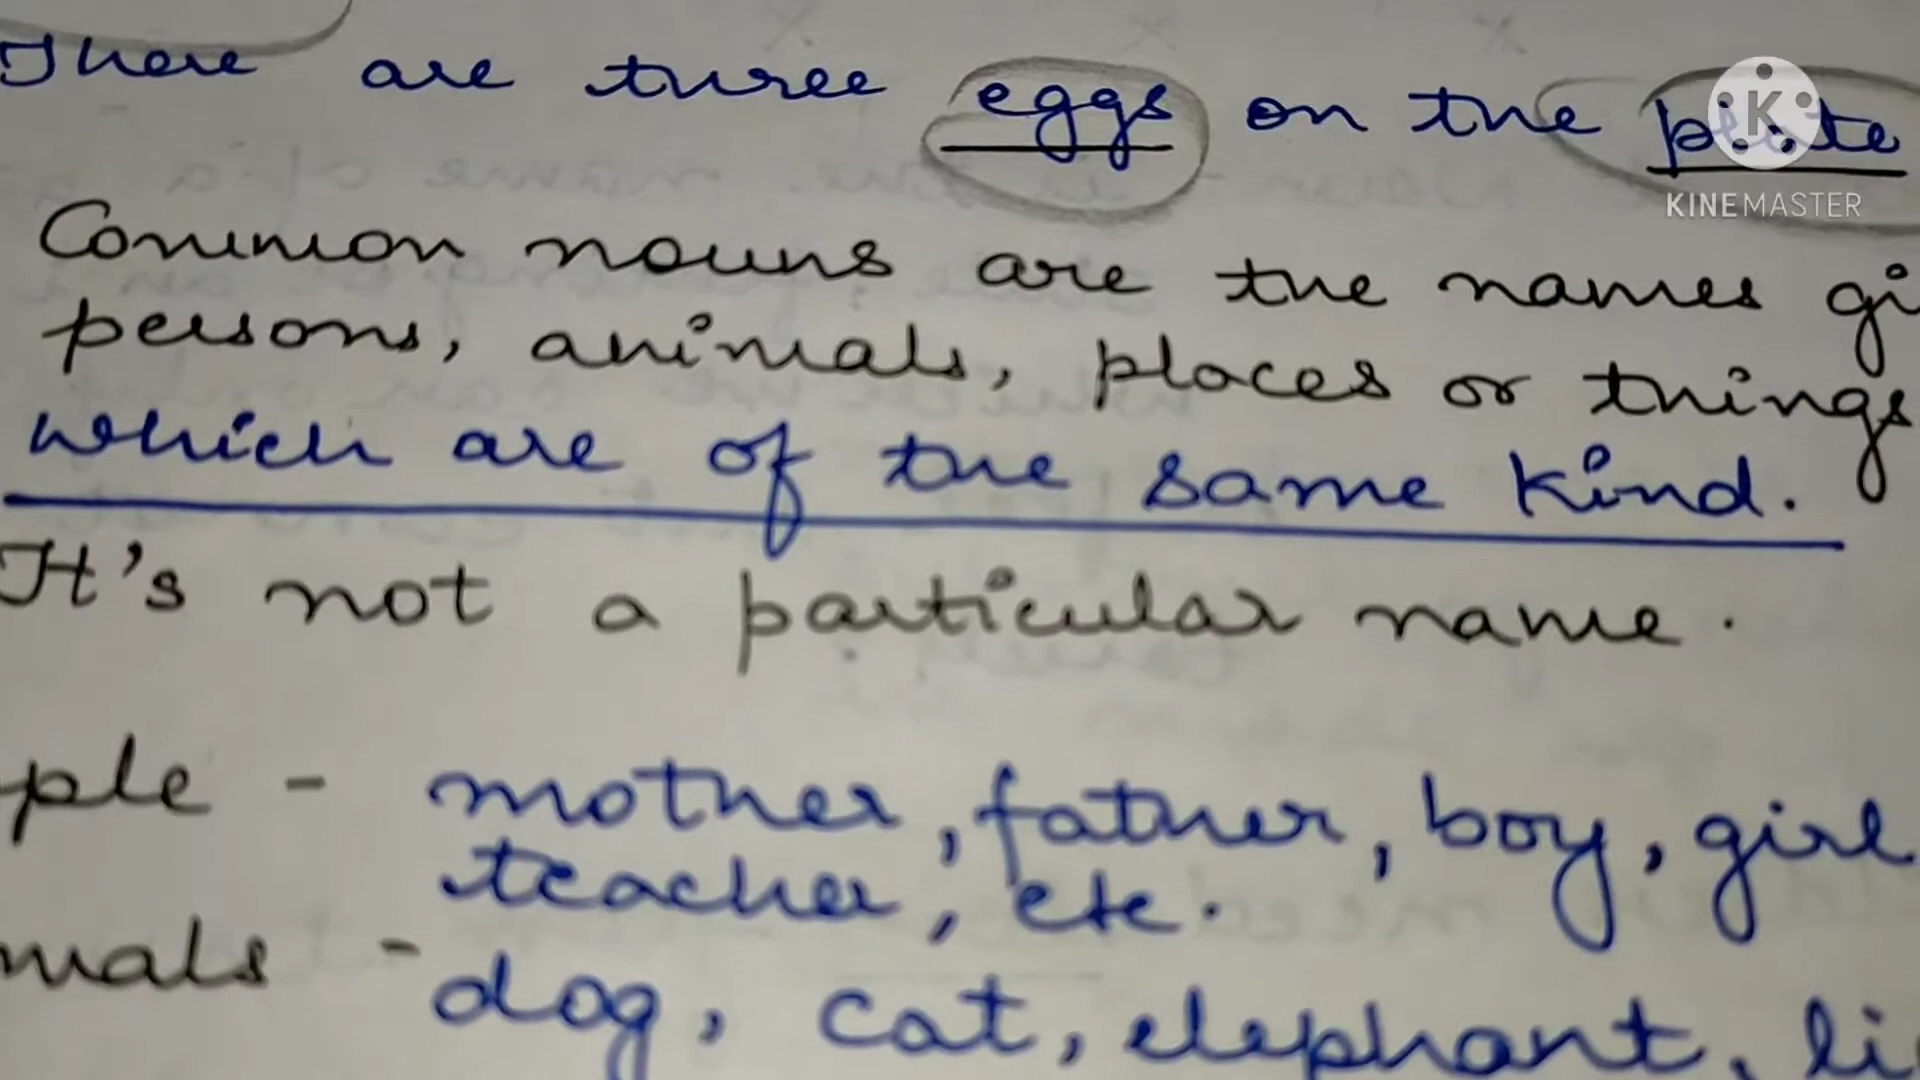 There are three eggs on the plate
KINEMASTER
Common nouns are the names gi
persons, animals, places or things
which are of the same kind.
It's not a particular name.
ple - mother, father, boy, girl
teacher, etc.
mals - dog, cat, elephant, li